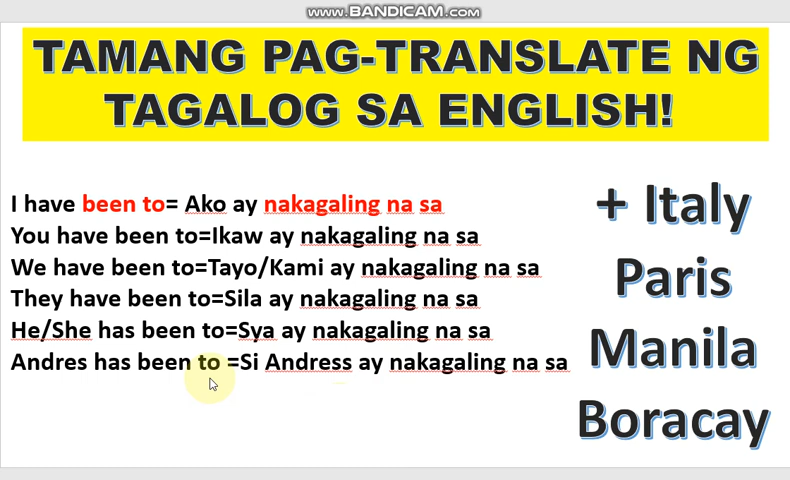 www.BANDICAM.com
TAMANG PAG-TRANSLATE NG
TAGALOG SA ENGLISH!
I have been to= Ako ay nakagaling na sa
You have been to=Ikaw ay nakagaling na sa
We have been to=Tayo/Kami ay nakagaling na sa
They have been to=Sila ay nakagaling na sa
He/She has been to=Sya ay nakagaling na sa
Andres has been to =Si Andress ay nakagaling na sa
+ Italy
Paris
Manila
Boracay